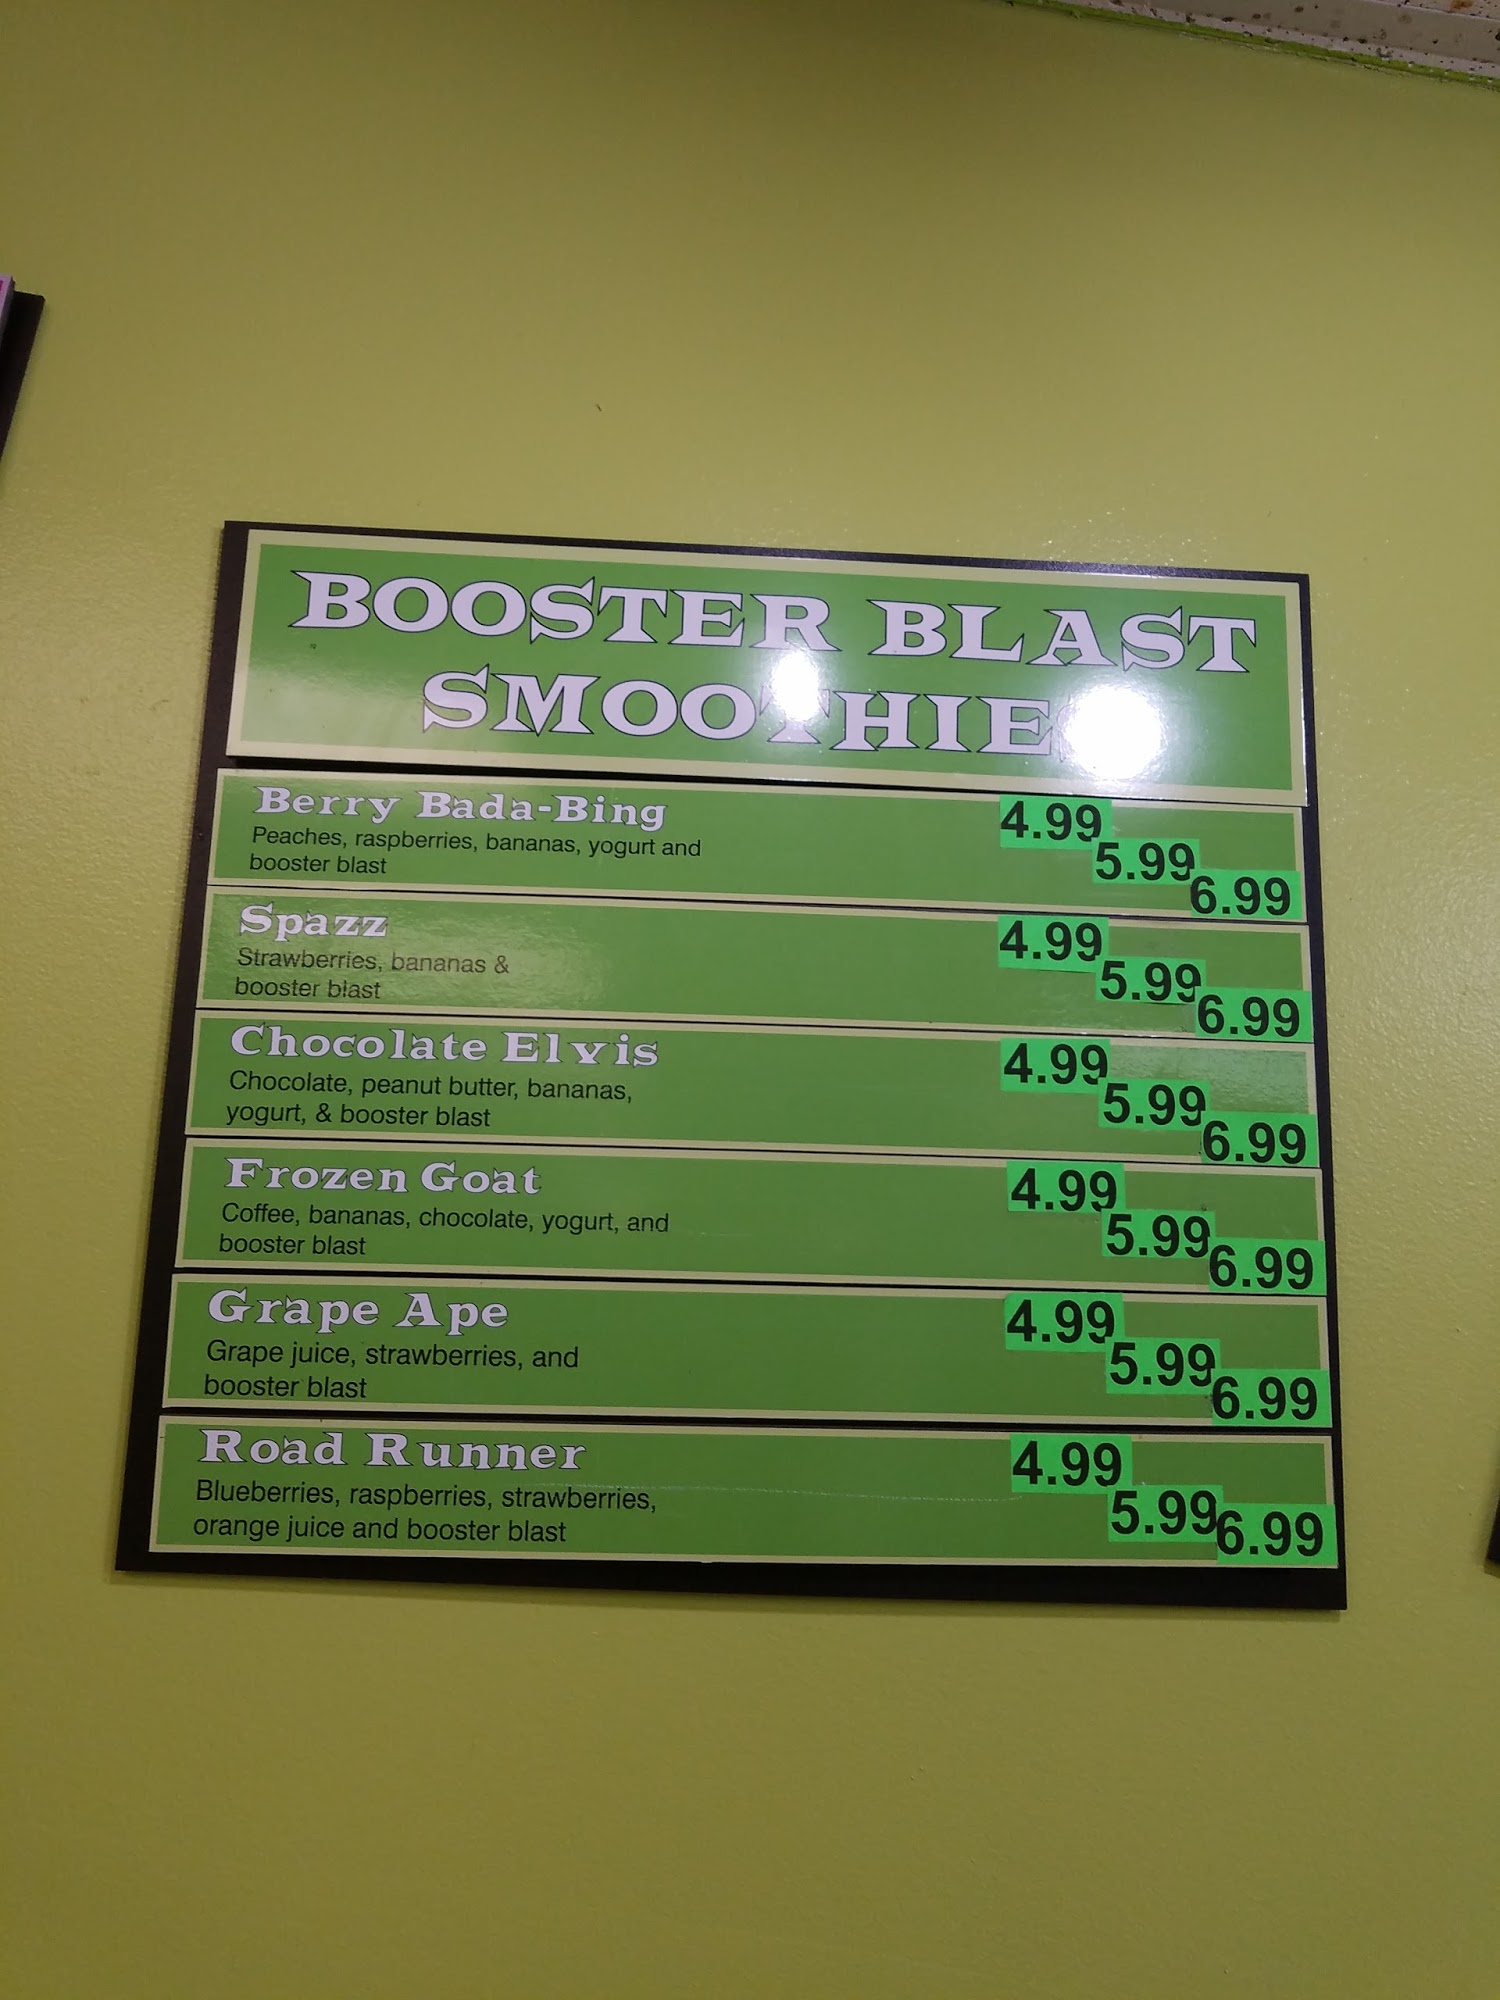 BOOSTER BLAST
SMOOTHIES
Berry Bada-Bing
Peaches, raspberries, bananas, yogurt and
booster blast
4.99
5.99
6.99
Spazz
Strawberries, bananas &
booster blast
4.99
5.99
6.99
Chocolate Elvis
Chocolate, peanut butter, bananas,
yogurt, & booster blast
4.99
5.99
6.99
Frozen Goat
Coffee, bananas, chocolate, yogurt, and
booster blast
4.99
5.99
6.99
Grape Ape
Grape juice, strawberries, and
booster blast
4.99
5.99
6.99
Road Runner
Blueberries, raspberries, strawberries,
orange juice and booster blast
4.99
5.99
6.99